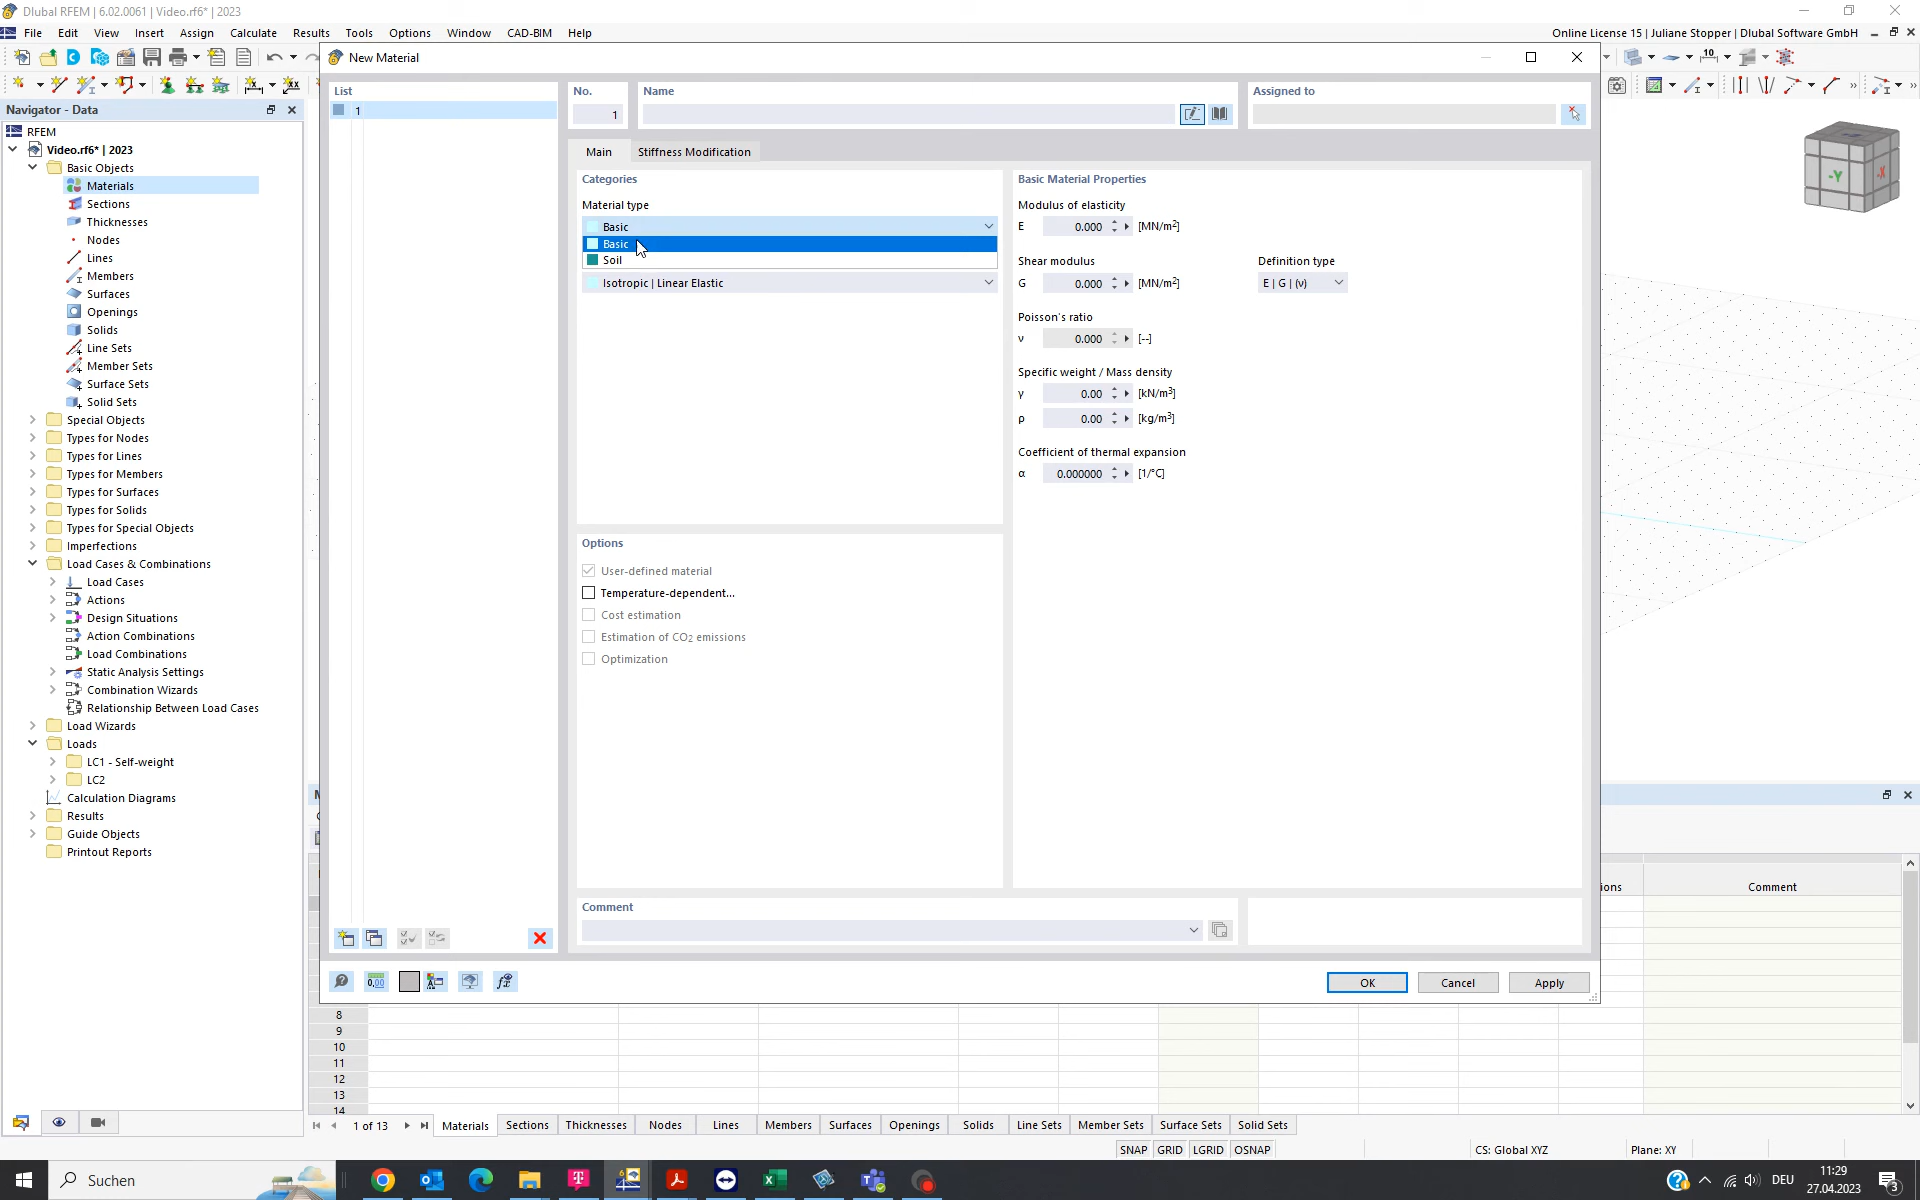 Dlubal RFEM | 6.02.0061 | Video.rf6* | 2023
File Edit View Insert Assign Calculate Results Tools Options Window CAD-BIM Help
Online License 15 | Juliane Stopper | Dlubal Software GmbH
New Material
Navigator - Data
RFEM
Video.rf6* | 2023
Basic Objects
Materials
Sections
Thicknesses
Nodes
Lines
Members
Surfaces
Openings
Solids
Line Sets
Member Sets
Surface Sets
Solid Sets
Special Objects
Types for Nodes
Types for Lines
Types for Members
Types for Surfaces
Types for Solids
Types for Special Objects
Imperfections
Load Cases & Combinations
Load Cases
Actions
Design Situations
Action Combinations
Load Combinations
Static Analysis Settings
Combination Wizards
Relationship Between Load Cases
Load Wizards
Loads
LC1 - Self-weight
LC2
Calculation Diagrams
Results
Guide Objects
Printout Reports
List
1
No.
1
Name
Assigned to
Main
Stiffness Modification
Categories
Material type
Basic
Basic
Soil
Isotropic | Linear Elastic
Options
User-defined material
Temperature-dependent...
Cost estimation
Estimation of CO2 emissions
Optimization
Basic Material Properties
Modulus of elasticity
E 0.000 [MN/m²]
Shear modulus
G 0.000 [MN/m²]
Definition type
E | G | (ν)
Poisson's ratio
ν 0.000 [--]
Specific weight / Mass density
γ 0.00 [kN/m³]
ρ 0.00 [kg/m³]
Coefficient of thermal expansion
α 0.000000 [1/°C]
Comment
0,00
OK
Cancel
Apply
-Y
-X
10
ions
Comment
8
9
10
11
12
13
14
1 of 13
Materials Sections Thicknesses Nodes Lines Members Surfaces Openings Solids Line Sets Member Sets Surface Sets Solid Sets
SNAP GRID LGRID OSNAP
CS: Global XYZ
Plane: XY
Suchen
DEU
11:29
27.04.2023
3